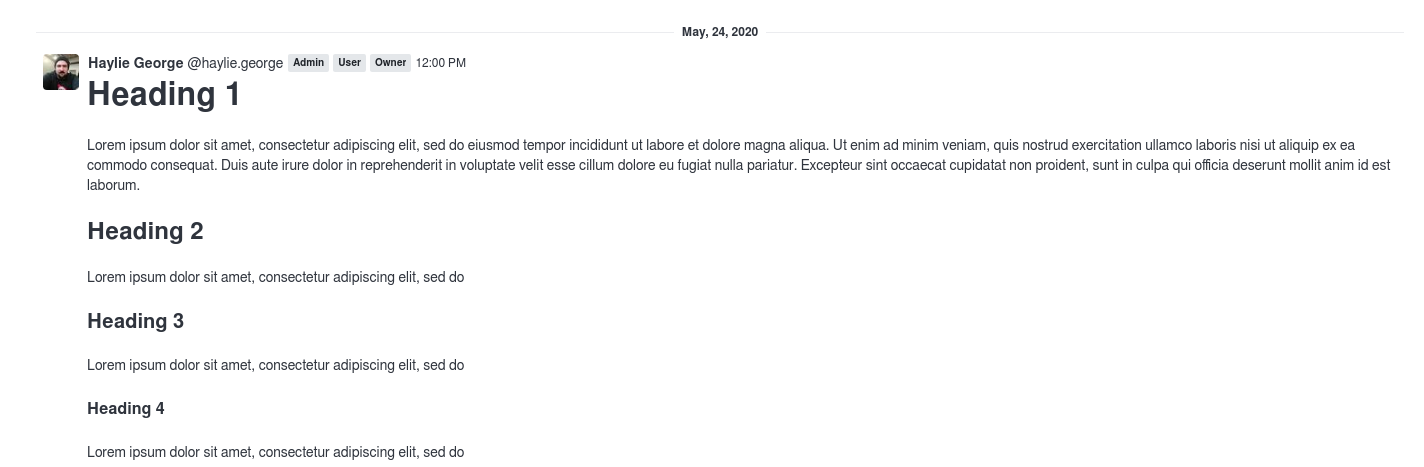 May, 24, 2020
Haylie George @haylie.george Admin User Owner 12:00 PM
Heading 1
Lorem ipsum dolor sit amet, consectetur adipiscing elit, sed do eiusmod tempor incididunt ut labore et dolore magna aliqua. Ut enim ad minim veniam, quis nostrud exercitation ullamco laboris nisi ut aliquip ex ea
commodo consequat. Duis aute irure dolor in reprehenderit in voluptate velit esse cillum dolore eu fugiat nulla pariatur. Excepteur sint occaecat cupidatat non proident, sunt in culpa qui officia deserunt mollit anim id est
laborum.
Heading 2
Lorem ipsum dolor sit amet, consectetur adipiscing elit, sed do
Heading 3
Lorem ipsum dolor sit amet, consectetur adipiscing elit, sed do
Heading 4
Lorem ipsum dolor sit amet, consectetur adipiscing elit, sed do